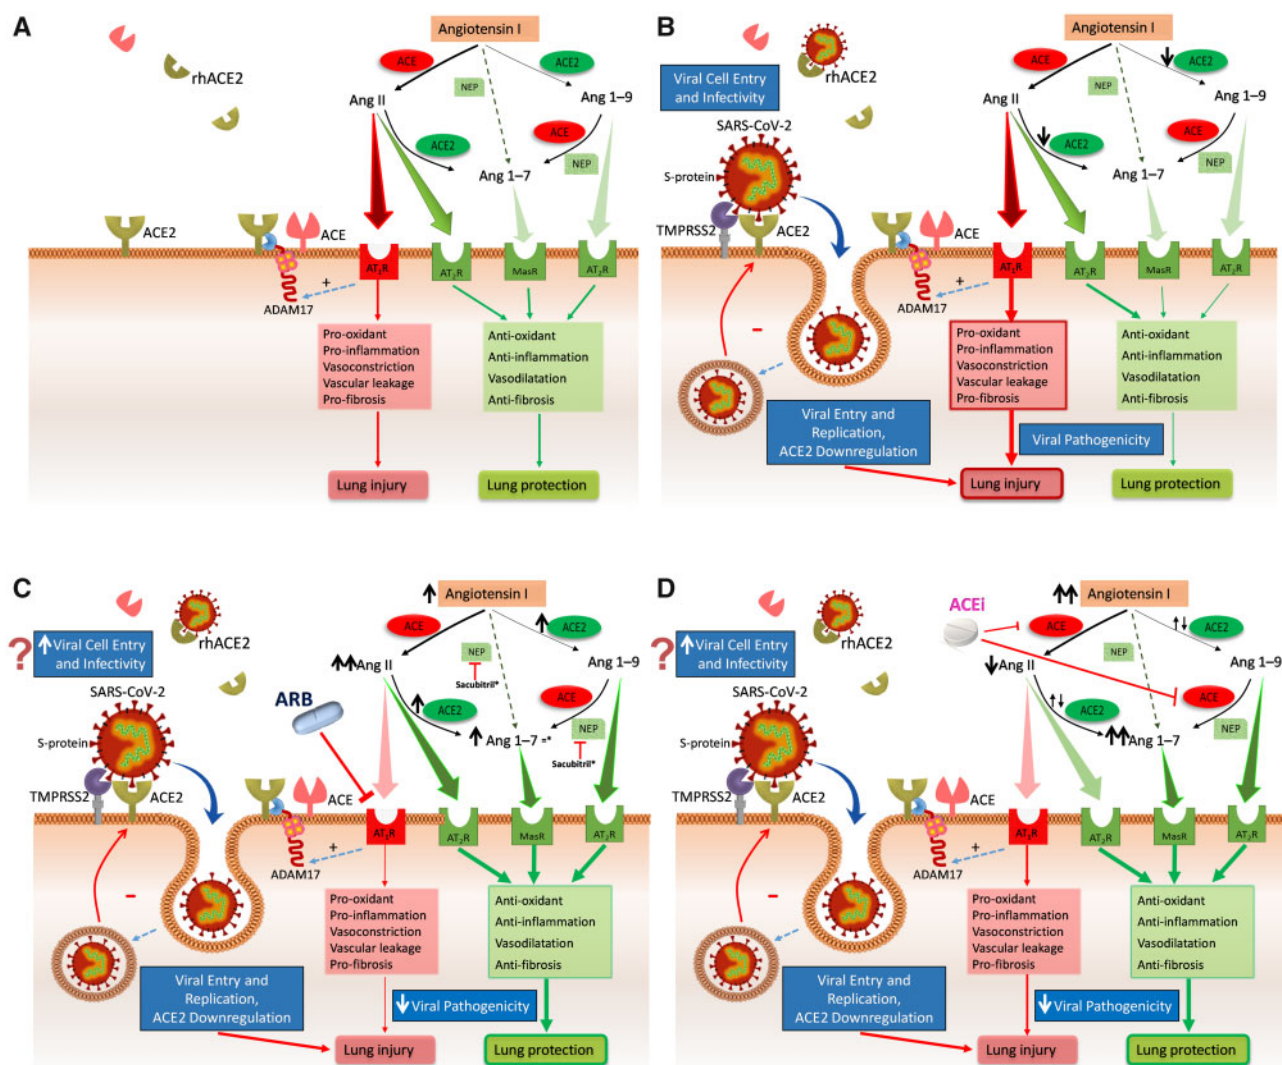 A
Angiotensin I
ACE
ACE2
rhACE2
NEP
Ang II
Ang 1–9
ACE2
ACE
NEP
Ang 1–7
ACE2
ACE
AT1R
AT2R
MasR
AT2R
+
ADAM17
Pro-oxidant
Pro-inflammation
Vasoconstriction
Vascular leakage
Pro-fibrosis
Anti-oxidant
Anti-inflammation
Vasodilatation
Anti-fibrosis
Lung injury
Lung protection
B
Angiotensin I
Viral Cell Entry
and Infectivity
rhACE2
ACE
ACE2
NEP
Ang II
Ang 1–9
SARS-CoV-2
ACE2
ACE
NEP
S-protein
Ang 1–7
TMPRSS2
ACE2
ACE
AT1R
AT2R
MasR
AT2R
+
ADAM17
–
Pro-oxidant
Pro-inflammation
Vasoconstriction
Vascular leakage
Pro-fibrosis
Anti-oxidant
Anti-inflammation
Vasodilatation
Anti-fibrosis
Viral Entry and
Replication,
ACE2 Downregulation
Viral Pathogenicity
Lung injury
Lung protection
C
Angiotensin I
? ↑ Viral Cell Entry
and Infectivity
rhACE2
ACE
↑ ACE2
NEP
↑↑ Ang II
Ang 1–9
Sacubitril*
SARS-CoV-2
ARB
↑ ACE2
ACE
NEP
S-protein
↑ Ang 1–7 =*
Sacubitril*
TMPRSS2
ACE2
ACE
AT1R
AT2R
MasR
AT2R
+
ADAM17
–
Pro-oxidant
Pro-inflammation
Vasoconstriction
Vascular leakage
Pro-fibrosis
Anti-oxidant
Anti-inflammation
Vasodilatation
Anti-fibrosis
Viral Entry and
Replication,
ACE2 Downregulation
↓ Viral Pathogenicity
Lung injury
Lung protection
D
↑↑ Angiotensin I
ACEi
? ↑ Viral Cell Entry
and Infectivity
rhACE2
ACE
↑↓ ACE2
NEP
↓ Ang II
Ang 1–9
SARS-CoV-2
↑↓ ACE2
ACE
NEP
S-protein
↑↑ Ang 1–7
TMPRSS2
ACE2
ACE
AT1R
AT2R
MasR
AT2R
+
ADAM17
–
Pro-oxidant
Pro-inflammation
Vasoconstriction
Vascular leakage
Pro-fibrosis
Anti-oxidant
Anti-inflammation
Vasodilatation
Anti-fibrosis
Viral Entry and
Replication,
ACE2 Downregulation
↓ Viral Pathogenicity
Lung injury
Lung protection